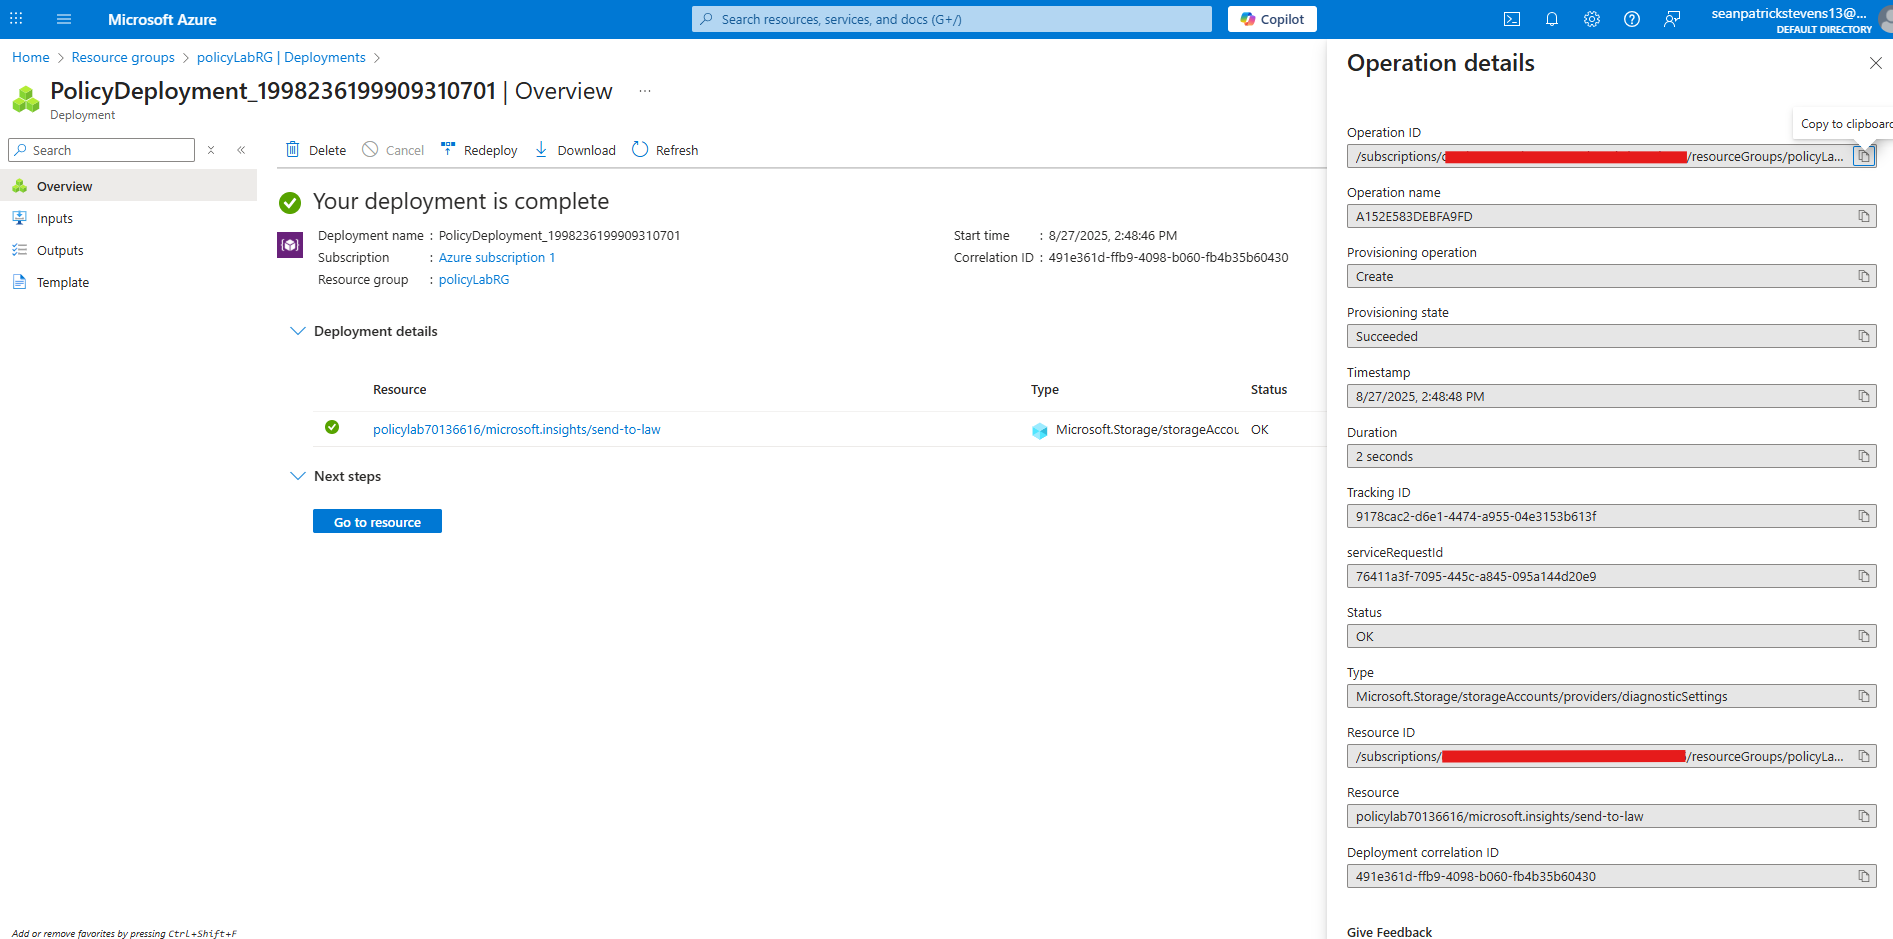 Microsoft Azure
Search resources, services, and docs (G+/)
Copilot
seanpatrickstevens13@...
DEFAULT DIRECTORY
Home > Resource groups > policyLabRG | Deployments >
PolicyDeployment_1998236199909310701 | Overview ...
Deployment
Search
Overview
Inputs
Outputs
Template
Delete Cancel Redeploy Download Refresh
Your deployment is complete
Deployment name : PolicyDeployment_1998236199909310701
Subscription : Azure subscription 1
Resource group : policyLabRG
Start time : 8/27/2025, 2:48:46 PM
Correlation ID : 491e361d-ffb9-4098-b060-fb4b35b60430
Deployment details
Resource Type Status
policylab70136616/microsoft.insights/send-to-law Microsoft.Storage/storageAccou OK
Next steps
Go to resource
Add or remove favorites by pressing Ctrl+Shift+F
Operation details
Copy to clipboard
Operation ID
/subscriptions/ /resourceGroups/policyLa...
Operation name
A152E583DEBFA9FD
Provisioning operation
Create
Provisioning state
Succeeded
Timestamp
8/27/2025, 2:48:48 PM
Duration
2 seconds
Tracking ID
9178cac2-d6e1-4474-a955-04e3153b613f
serviceRequestId
76411a3f-7095-445c-a845-095a144d20e9
Status
OK
Type
Microsoft.Storage/storageAccounts/providers/diagnosticSettings
Resource ID
/subscriptions/ /resourceGroups/policyLa...
Resource
policylab70136616/microsoft.insights/send-to-law
Deployment correlation ID
491e361d-ffb9-4098-b060-fb4b35b60430
Give Feedback